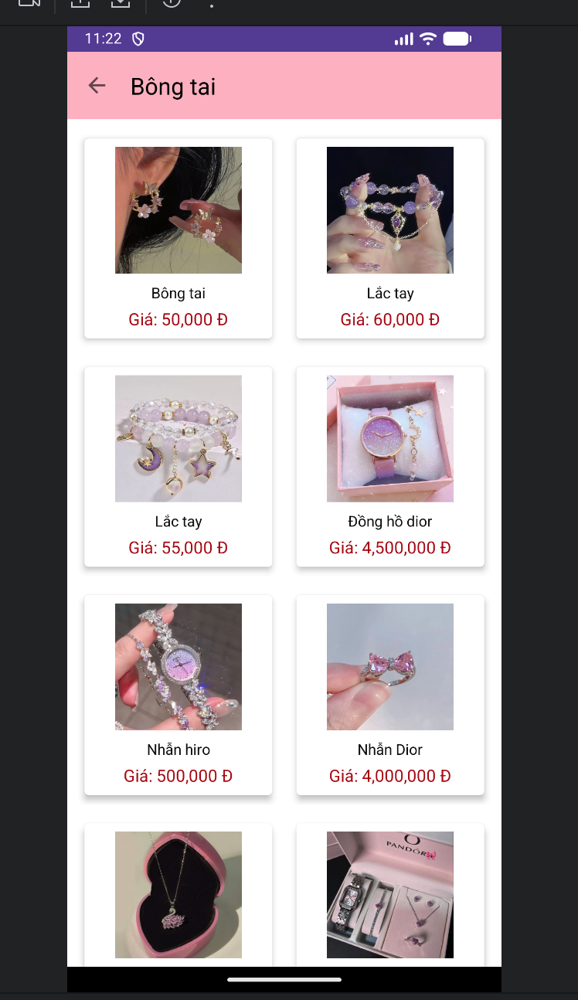 11:22
Bông tai
Bông tai
Giá: 50,000 Đ
Lắc tay
Giá: 60,000 Đ
Lắc tay
Giá: 55,000 Đ
Đồng hồ dior
Giá: 4,500,000 Đ
Nhẫn hiro
Giá: 500,000 Đ
Nhẫn Dior
Giá: 4,000,000 Đ
PANDÖRA